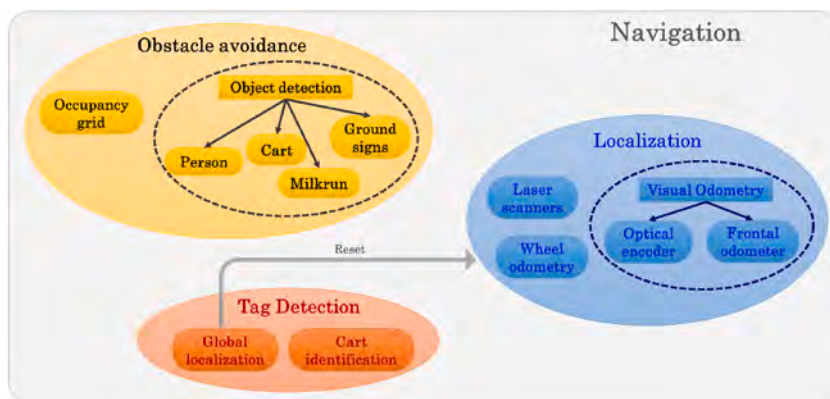 Navigation
Obstacle avoidance
Object detection
Occupancy
grid
Person
Cart
Milkrun
Ground
signs
Localization
Laser
scanners
Wheel
odometry
Visual Odometry
Optical
encoder
Frontal
odometer
Reset
Tag Detection
Global
localization
Cart
identification